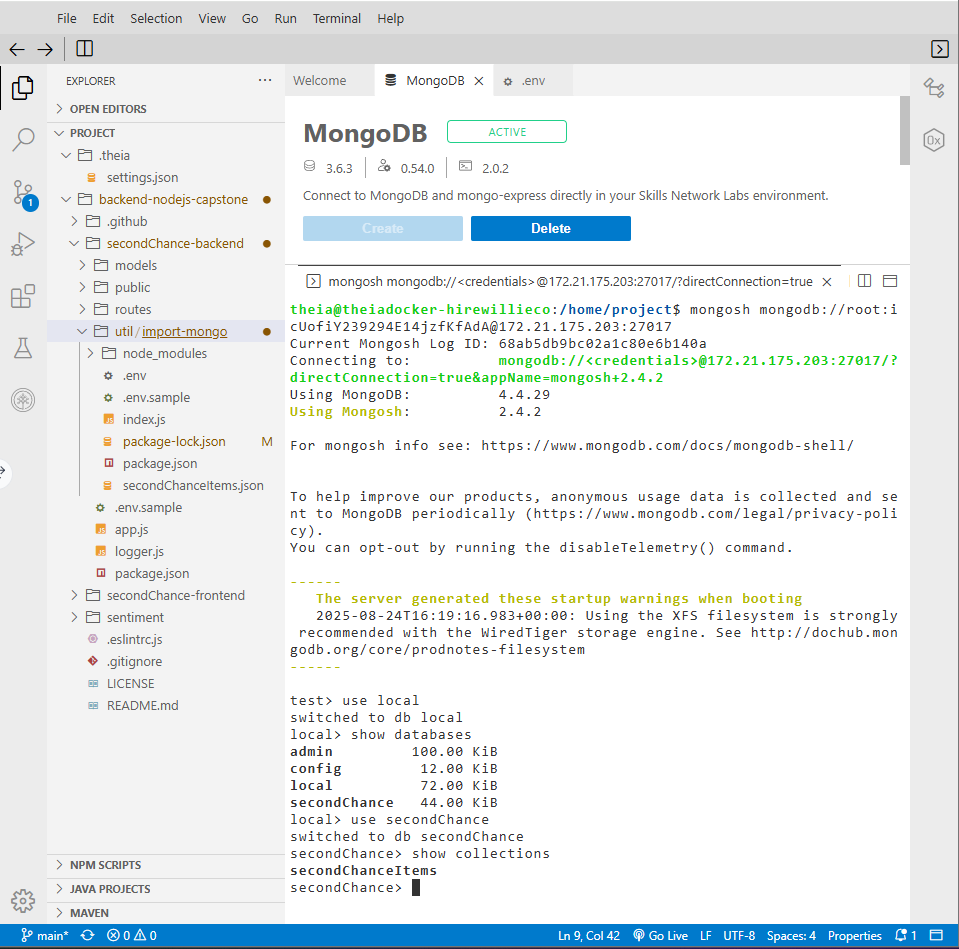 File Edit Selection View Go Run Terminal Help
EXPLORER
OPEN EDITORS
PROJECT
.theia
settings.json
backend-nodejs-capstone
.github
secondChance-backend
models
public
routes
util/import-mongo
node_modules
.env
.env.sample
index.js
package-lock.json M
package.json
secondChanceItems.json
.env.sample
app.js
logger.js
package.json
secondChance-frontend
sentiment
.eslintrc.js
.gitignore
LICENSE
README.md
NPM SCRIPTS
JAVA PROJECTS
MAVEN
1
Welcome MongoDB .env
MongoDB ACTIVE
3.6.3 0.54.0 2.0.2
Connect to MongoDB and mongo-express directly in your Skills Network Labs environment.
Create Delete
mongosh mongodb://<credentials>@172.21.175.203:27017/?directConnection=true
theia@theiadocker-hirewillieco:/home/project$ mongosh mongodb://root:i
cUofiY239294E14jzfKfAdA@172.21.175.203:27017
Current Mongosh Log ID: 68ab5db9bc02a1c80e6b140a
Connecting to: mongodb://<credentials>@172.21.175.203:27017/?
directConnection=true&appName=mongosh+2.4.2
Using MongoDB: 4.4.29
Using Mongosh: 2.4.2
For mongosh info see: https://www.mongodb.com/docs/mongodb-shell/
To help improve our products, anonymous usage data is collected and se
nt to MongoDB periodically (https://www.mongodb.com/legal/privacy-poli
cy).
You can opt-out by running the disableTelemetry() command.
------
The server generated these startup warnings when booting
2025-08-24T16:19:16.983+00:00: Using the XFS filesystem is strongly
recommended with the WiredTiger storage engine. See http://dochub.mon
godb.org/core/prodnotes-filesystem
------
test> use local
switched to db local
local> show databases
admin 100.00 KiB
config 12.00 KiB
local 72.00 KiB
secondChance 44.00 KiB
local> use secondChance
switched to db secondChance
secondChance> show collections
secondChanceItems
secondChance>
0x
main* 0 0 Ln 9, Col 42 Go Live LF UTF-8 Spaces: 4 Properties 1